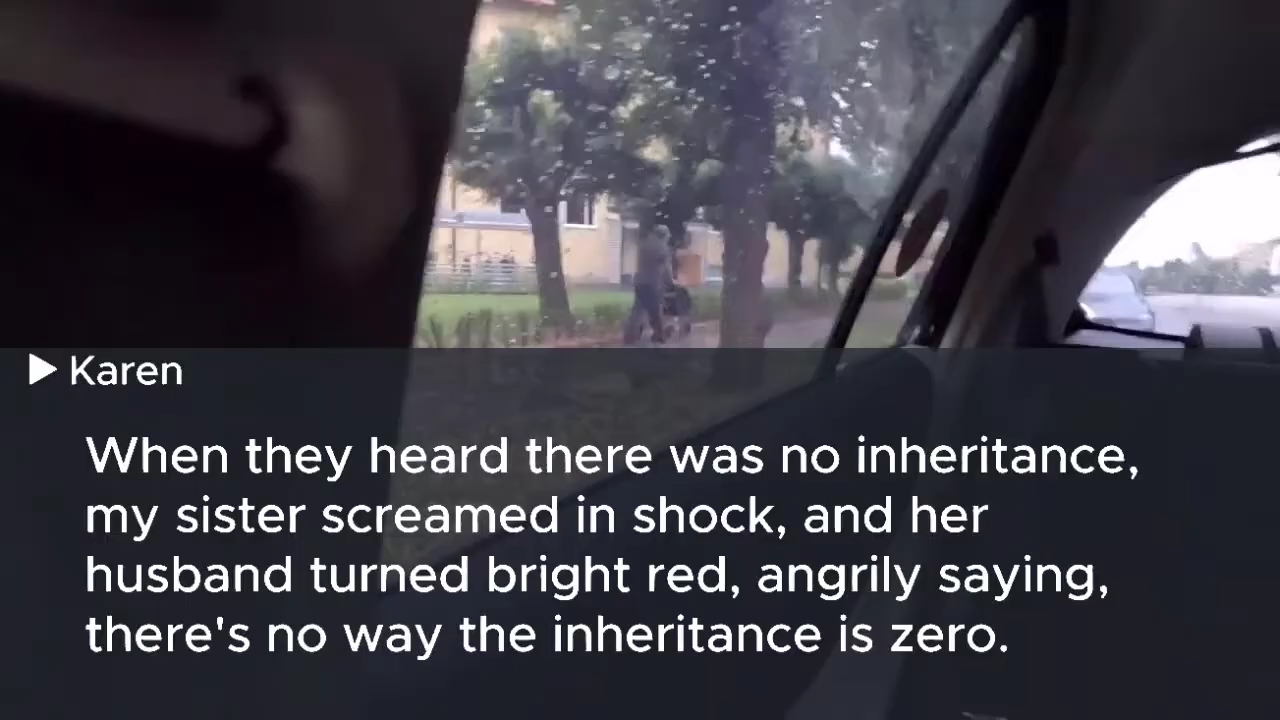 ▶ Karen
When they heard there was no inheritance,
my sister screamed in shock, and her
husband turned bright red, angrily saying,
there's no way the inheritance is zero.